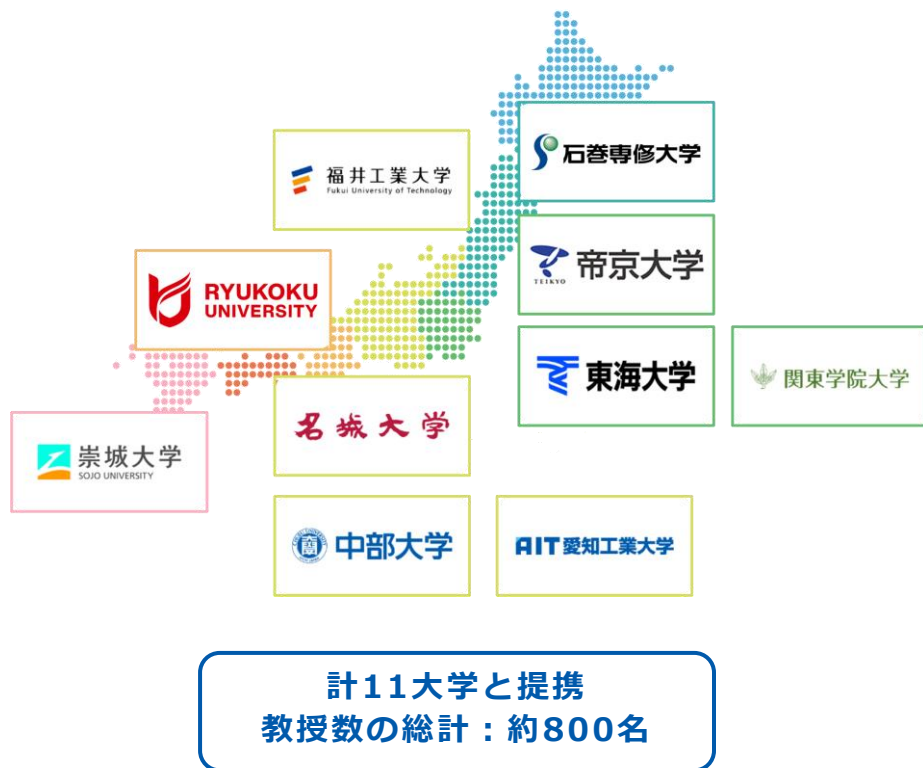 石巻専修大学
福井工業大学
Fukui University of Technology
帝京大学
TEIKYO
RYUKOKU
UNIVERSITY
東海大学
関東学院大学
名城大学
崇城大学
SOJO UNIVERSITY
中部大学
AIT愛知工業大学
計11大学と提携
教授数の総計：約800名